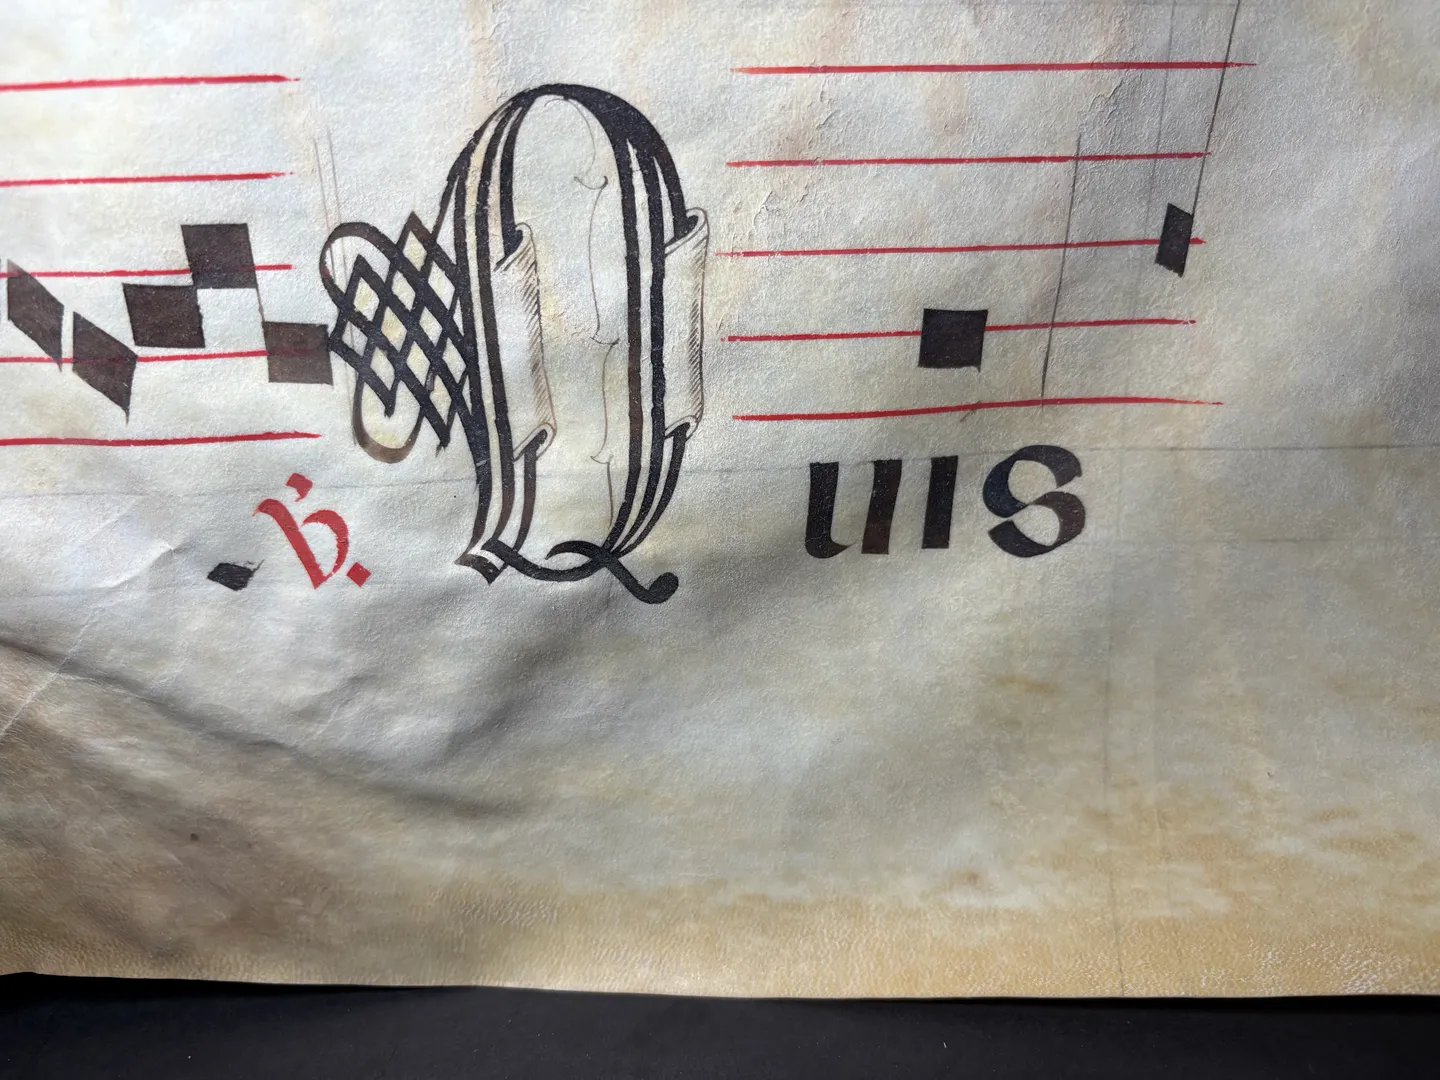 . ℣. Quis